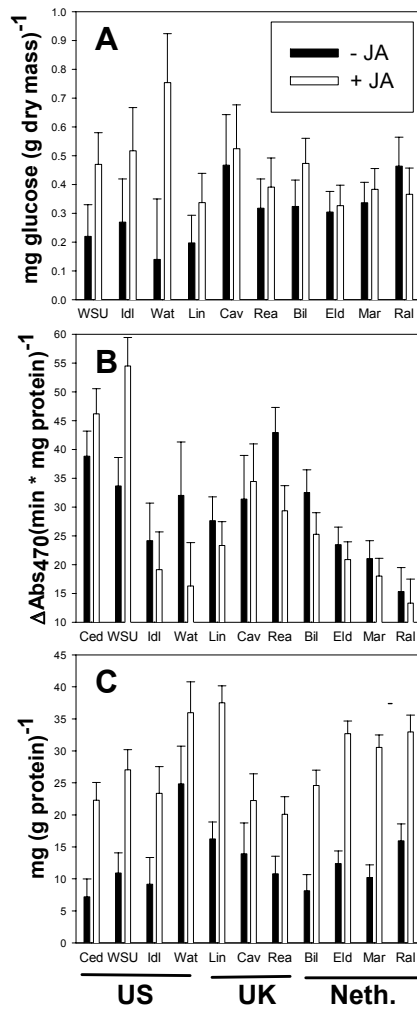 A
- JA
+ JA
mg glucose (g dry mass)-1
1.0
0.9
0.8
0.7
0.6
0.5
0.4
0.3
0.2
0.1
0.0
WSU Idl Wat Lin Cav Rea Bil Eld Mar Ral
B
ΔAbs470(min * mg protein)-1
60
55
50
45
40
35
30
25
20
15
10
Ced WSU Idl Wat Lin Cav Rea Bil Eld Mar Ral
C
mg (g protein)-1
45
40
35
30
25
20
15
10
5
0
Ced WSU Idl Wat Lin Cav Rea Bil Eld Mar Ral
US UK Neth.